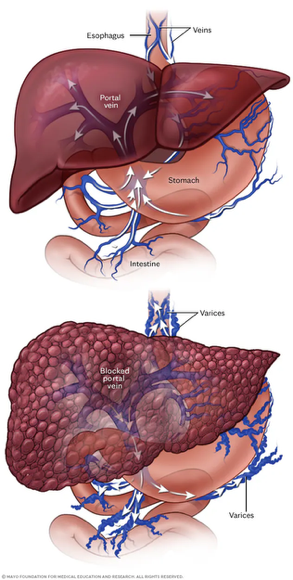 Esophagus
Veins
Portal
vein
Stomach
Intestine
Varices
Blocked
portal
vein
Varices
© MAYO FOUNDATION FOR MEDICAL EDUCATION AND RESEARCH. ALL RIGHTS RESERVED.